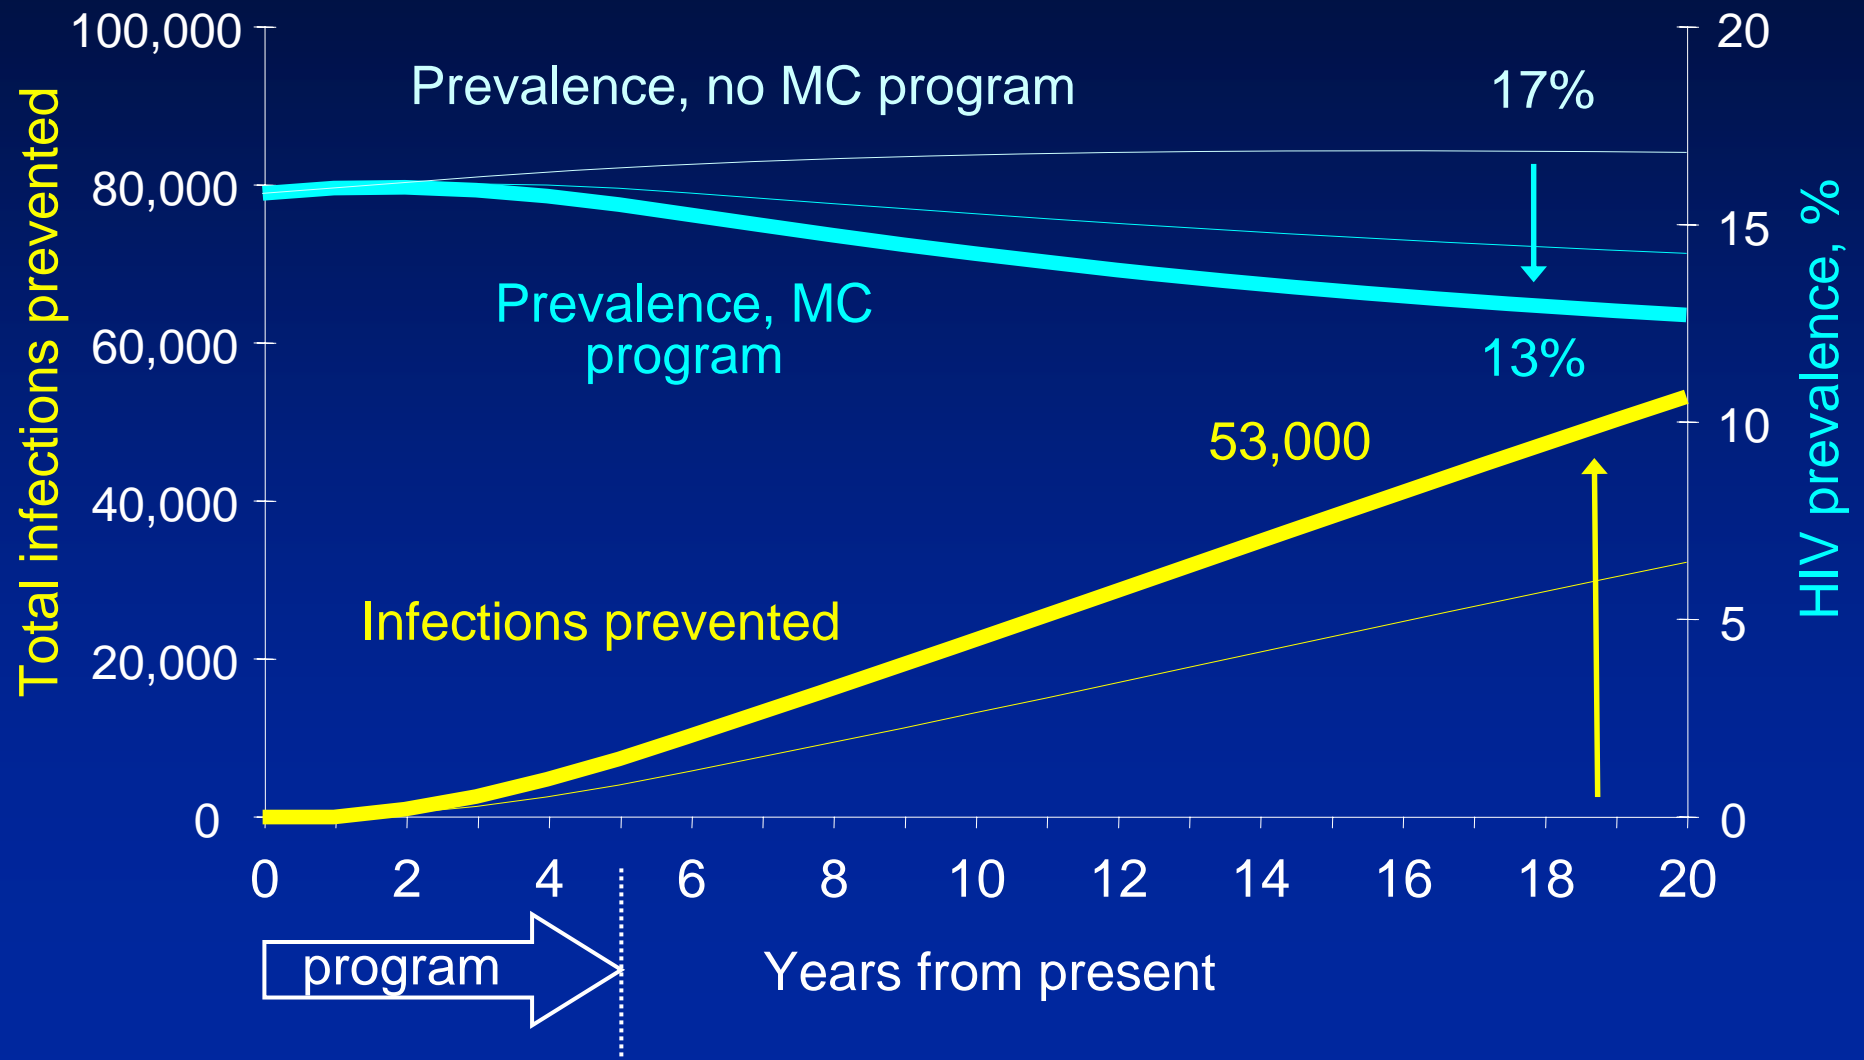 100,000
80,000
60,000
40,000
20,000
0
Total infections prevented
Prevalence, no MC program
17%
Prevalence, MC
program
13%
53,000
Infections prevented
20
15
10
5
0
HIV prevalence, %
0 2 4 6 8 10 12 14 16 18 20
program
Years from present